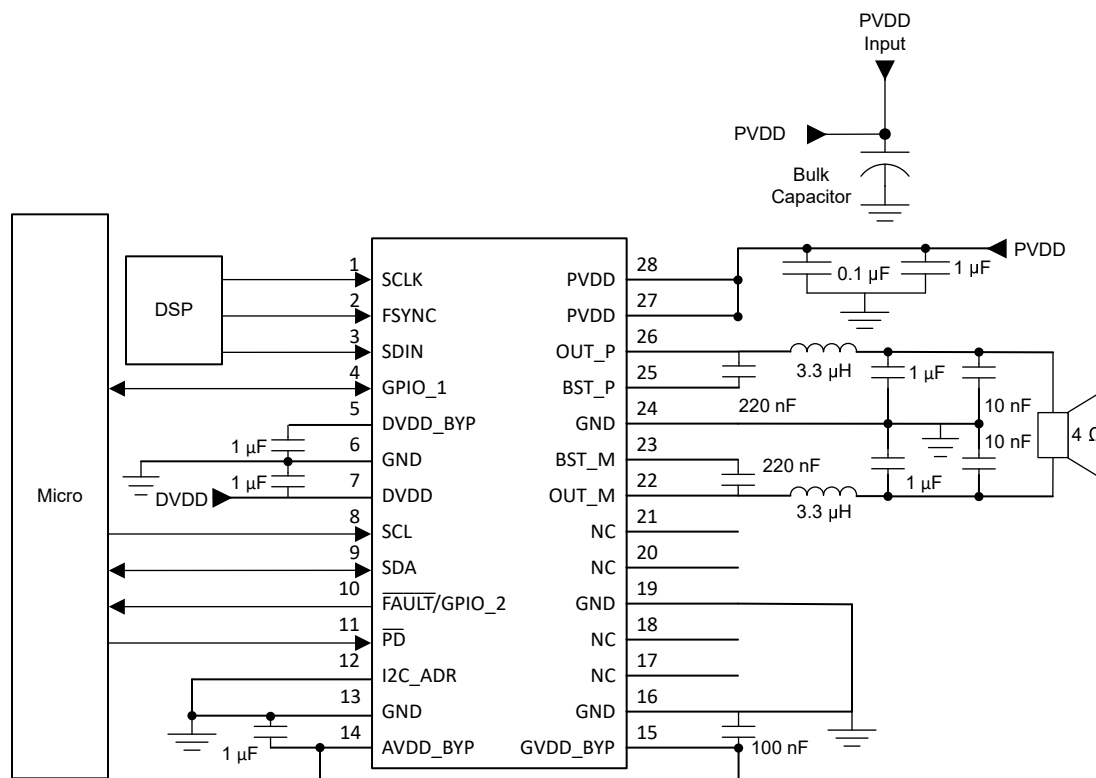 PVDD
Input
PVDD
Bulk
Capacitor
Micro
DSP
1
SCLK
2
FSYNC
3
SDIN
4
GPIO_1
5
DVDD_BYP
1 µF
6
GND
1 µF
7
DVDD
DVDD
8
SCL
9
SDA
10
FAULT/GPIO_2
11
PD
12
I2C_ADR
13
GND
14
AVDD_BYP
1 µF
28
PVDD
27
PVDD
26
OUT_P
25
BST_P
24
GND
23
BST_M
22
OUT_M
21
NC
20
NC
19
GND
18
NC
17
NC
16
GND
15
GVDD_BYP
100 nF
PVDD
0.1 µF
1 µF
3.3 µH
220 nF
1 µF
10 nF
10 nF
4 Ω
220 nF
1 µF
3.3 µH